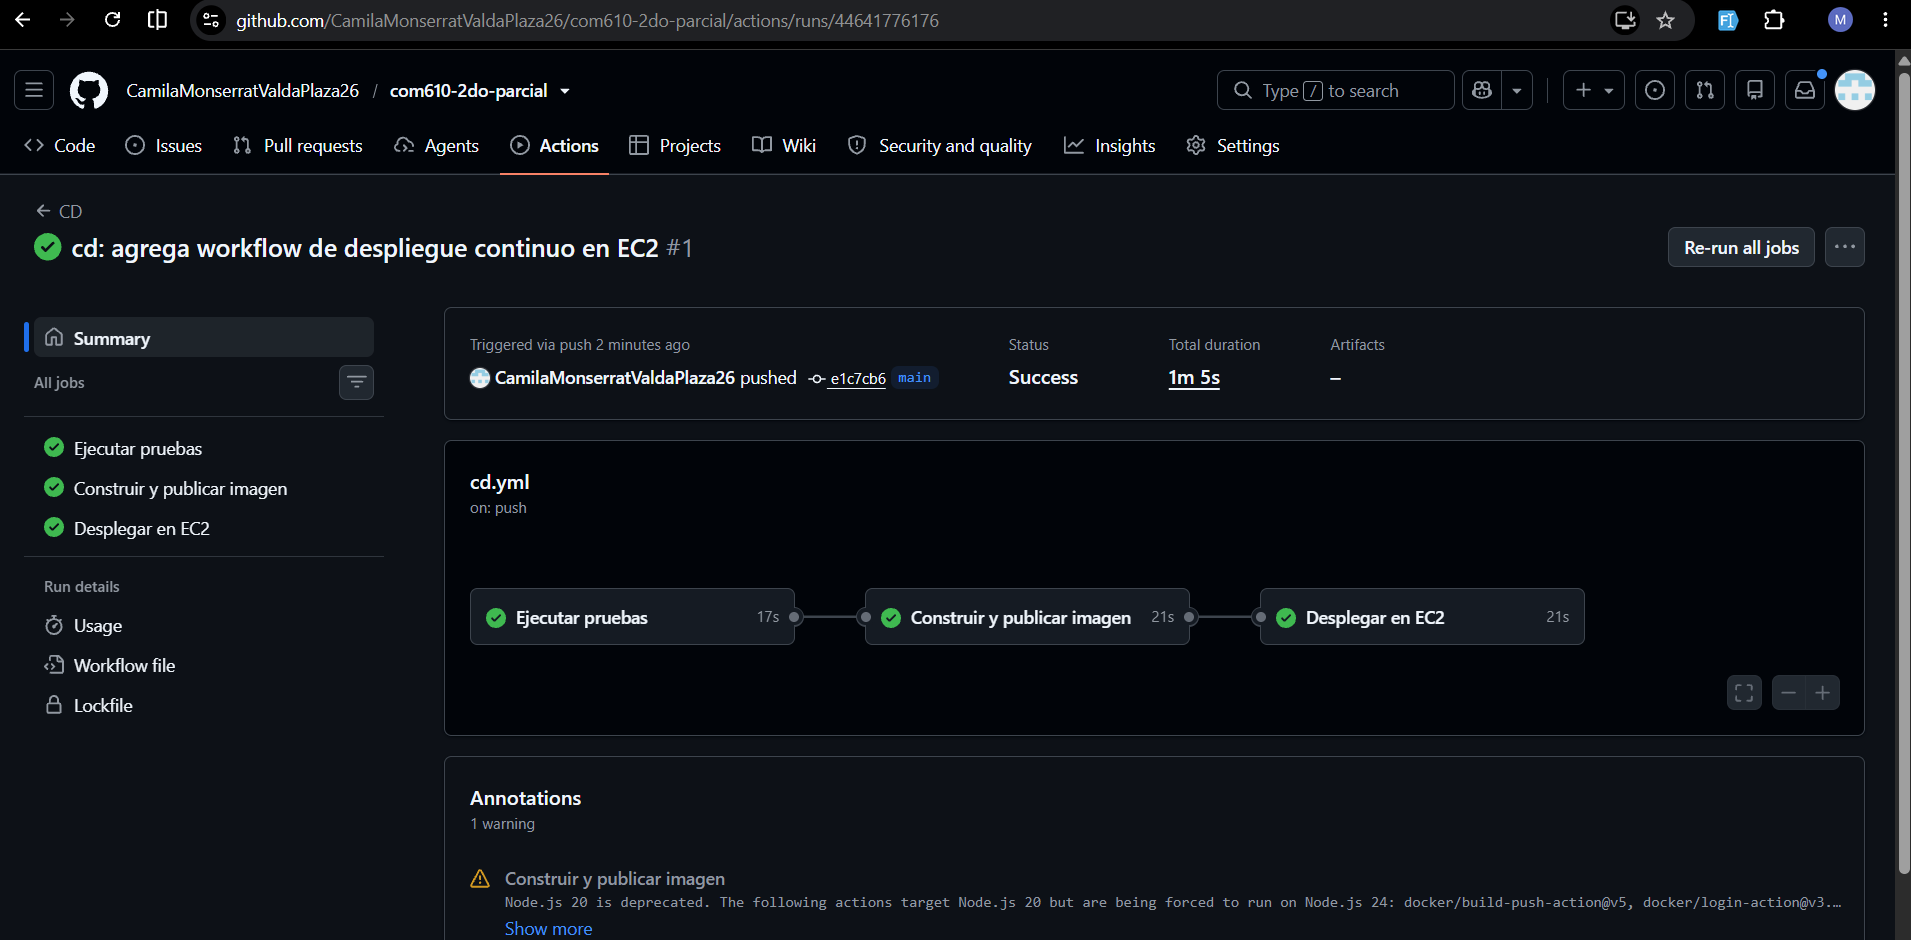 github.com/CamilaMonserratValdaPlaza26/com610-2do-parcial/actions/runs/44641776176
M
CamilaMonserratValdaPlaza26 / com610-2do-parcial
Type / to search
Code
Issues
Pull requests
Agents
Actions
Projects
Wiki
Security and quality
Insights
Settings
CD
cd: agrega workflow de despliegue continuo en EC2 #1
Re-run all jobs
Summary
All jobs
Ejecutar pruebas
Construir y publicar imagen
Desplegar en EC2
Run details
Usage
Workflow file
Lockfile
Triggered via push 2 minutes ago
CamilaMonserratValdaPlaza26 pushed e1c7cb6 main
Status
Success
Total duration
1m 5s
Artifacts
–
cd.yml
on: push
Ejecutar pruebas 17s
Construir y publicar imagen 21s
Desplegar en EC2 21s
Annotations
1 warning
Construir y publicar imagen
Node.js 20 is deprecated. The following actions target Node.js 20 but are being forced to run on Node.js 24: docker/build-push-action@v5, docker/login-action@v3.…
Show more